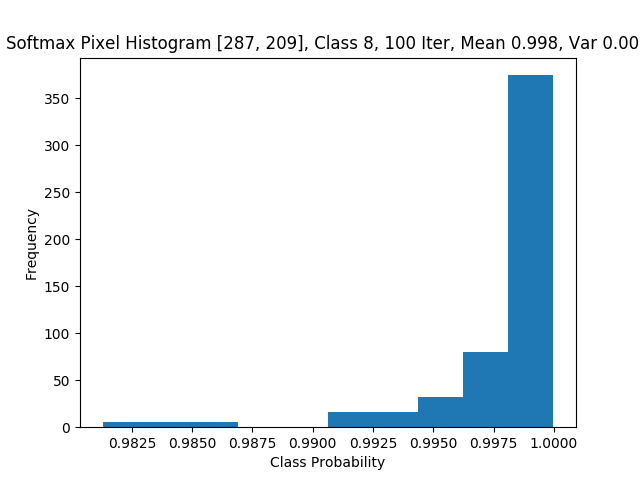 Softmax Pixel Histogram [287, 209], Class 8, 100 Iter, Mean 0.998, Var 0.00
350
300
250
200
150
100
50
0
Frequency
0.9825 0.9850 0.9875 0.9900 0.9925 0.9950 0.9975 1.0000
Class Probability